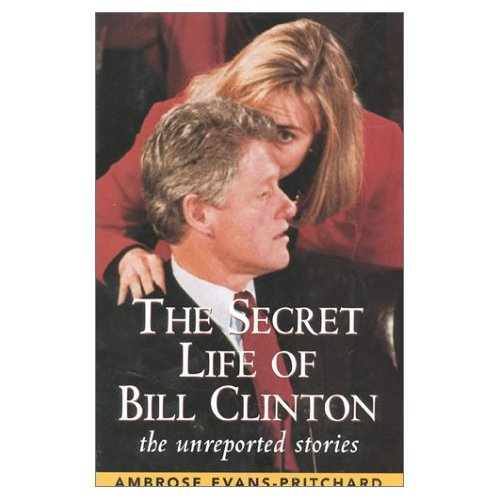 THE SECRET
LIFE OF
BILL CLINTON
the unreported stories
AMBROSE EVANS-PRITCHARD